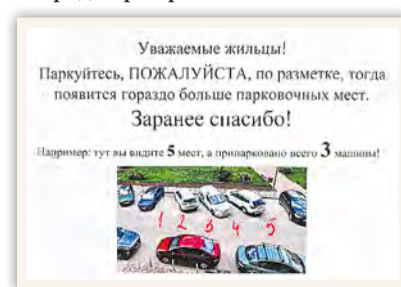 Уважаемые жильцы!
Паркуйтесь, ПОЖАЛУЙСТА, по разметке, тогда
появится гораздо больше парковочных мест.
Заранее спасибо!
Например: тут вы видите 5 мест, а припарковано всего 3 машины!
1 2 3 4 5